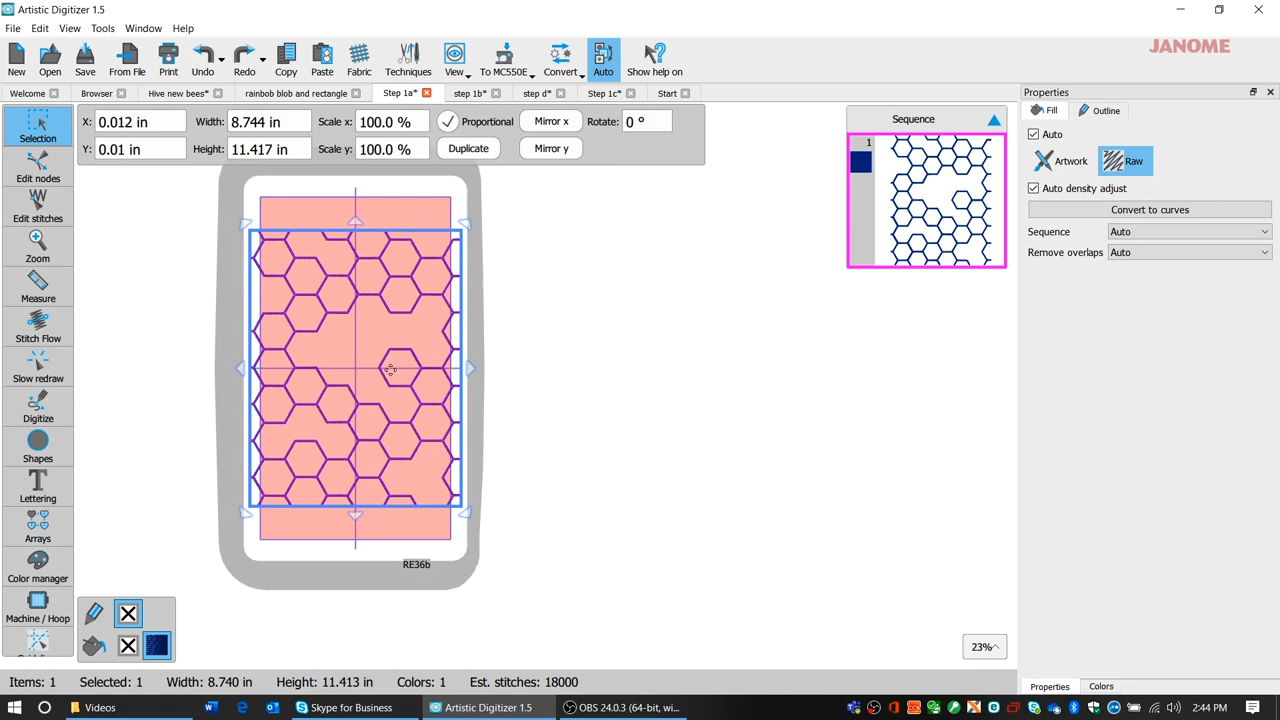 Artistic Digitizer 1.5
File Edit View Tools Window Help
New Open Save From File Print Undo Redo Copy Paste Fabric Techniques View To MC550E Convert Auto Show help on
JANOME
Welcome Browser Hive new bees* rainbob blob and rectangle Step 1a* step 1b* step d* Step 1c* Start
Properties
X: 0.012 in Width: 8.744 in Scale x: 100.0 % Proportional Mirror x Rotate: 0 °
Y: 0.01 in Height: 11.417 in Scale y: 100.0 % Duplicate Mirror y
Sequence
1
Fill Outline
Auto
Artwork Raw
Auto density adjust
Convert to curves
Sequence Auto
Remove overlaps Auto
Selection
Edit nodes
Edit stitches
Zoom
Measure
Stitch Flow
Slow redraw
Digitize
Shapes
Lettering
Arrays
Color manager
Machine / Hoop
RE36b
23%
Items: 1 Selected: 1 Width: 8.740 in Height: 11.413 in Colors: 1 Est. stitches: 18000
Properties Colors
Videos Skype for Business Artistic Digitizer 1.5 OBS 24.0.3 (64-bit, wi... 2:44 PM